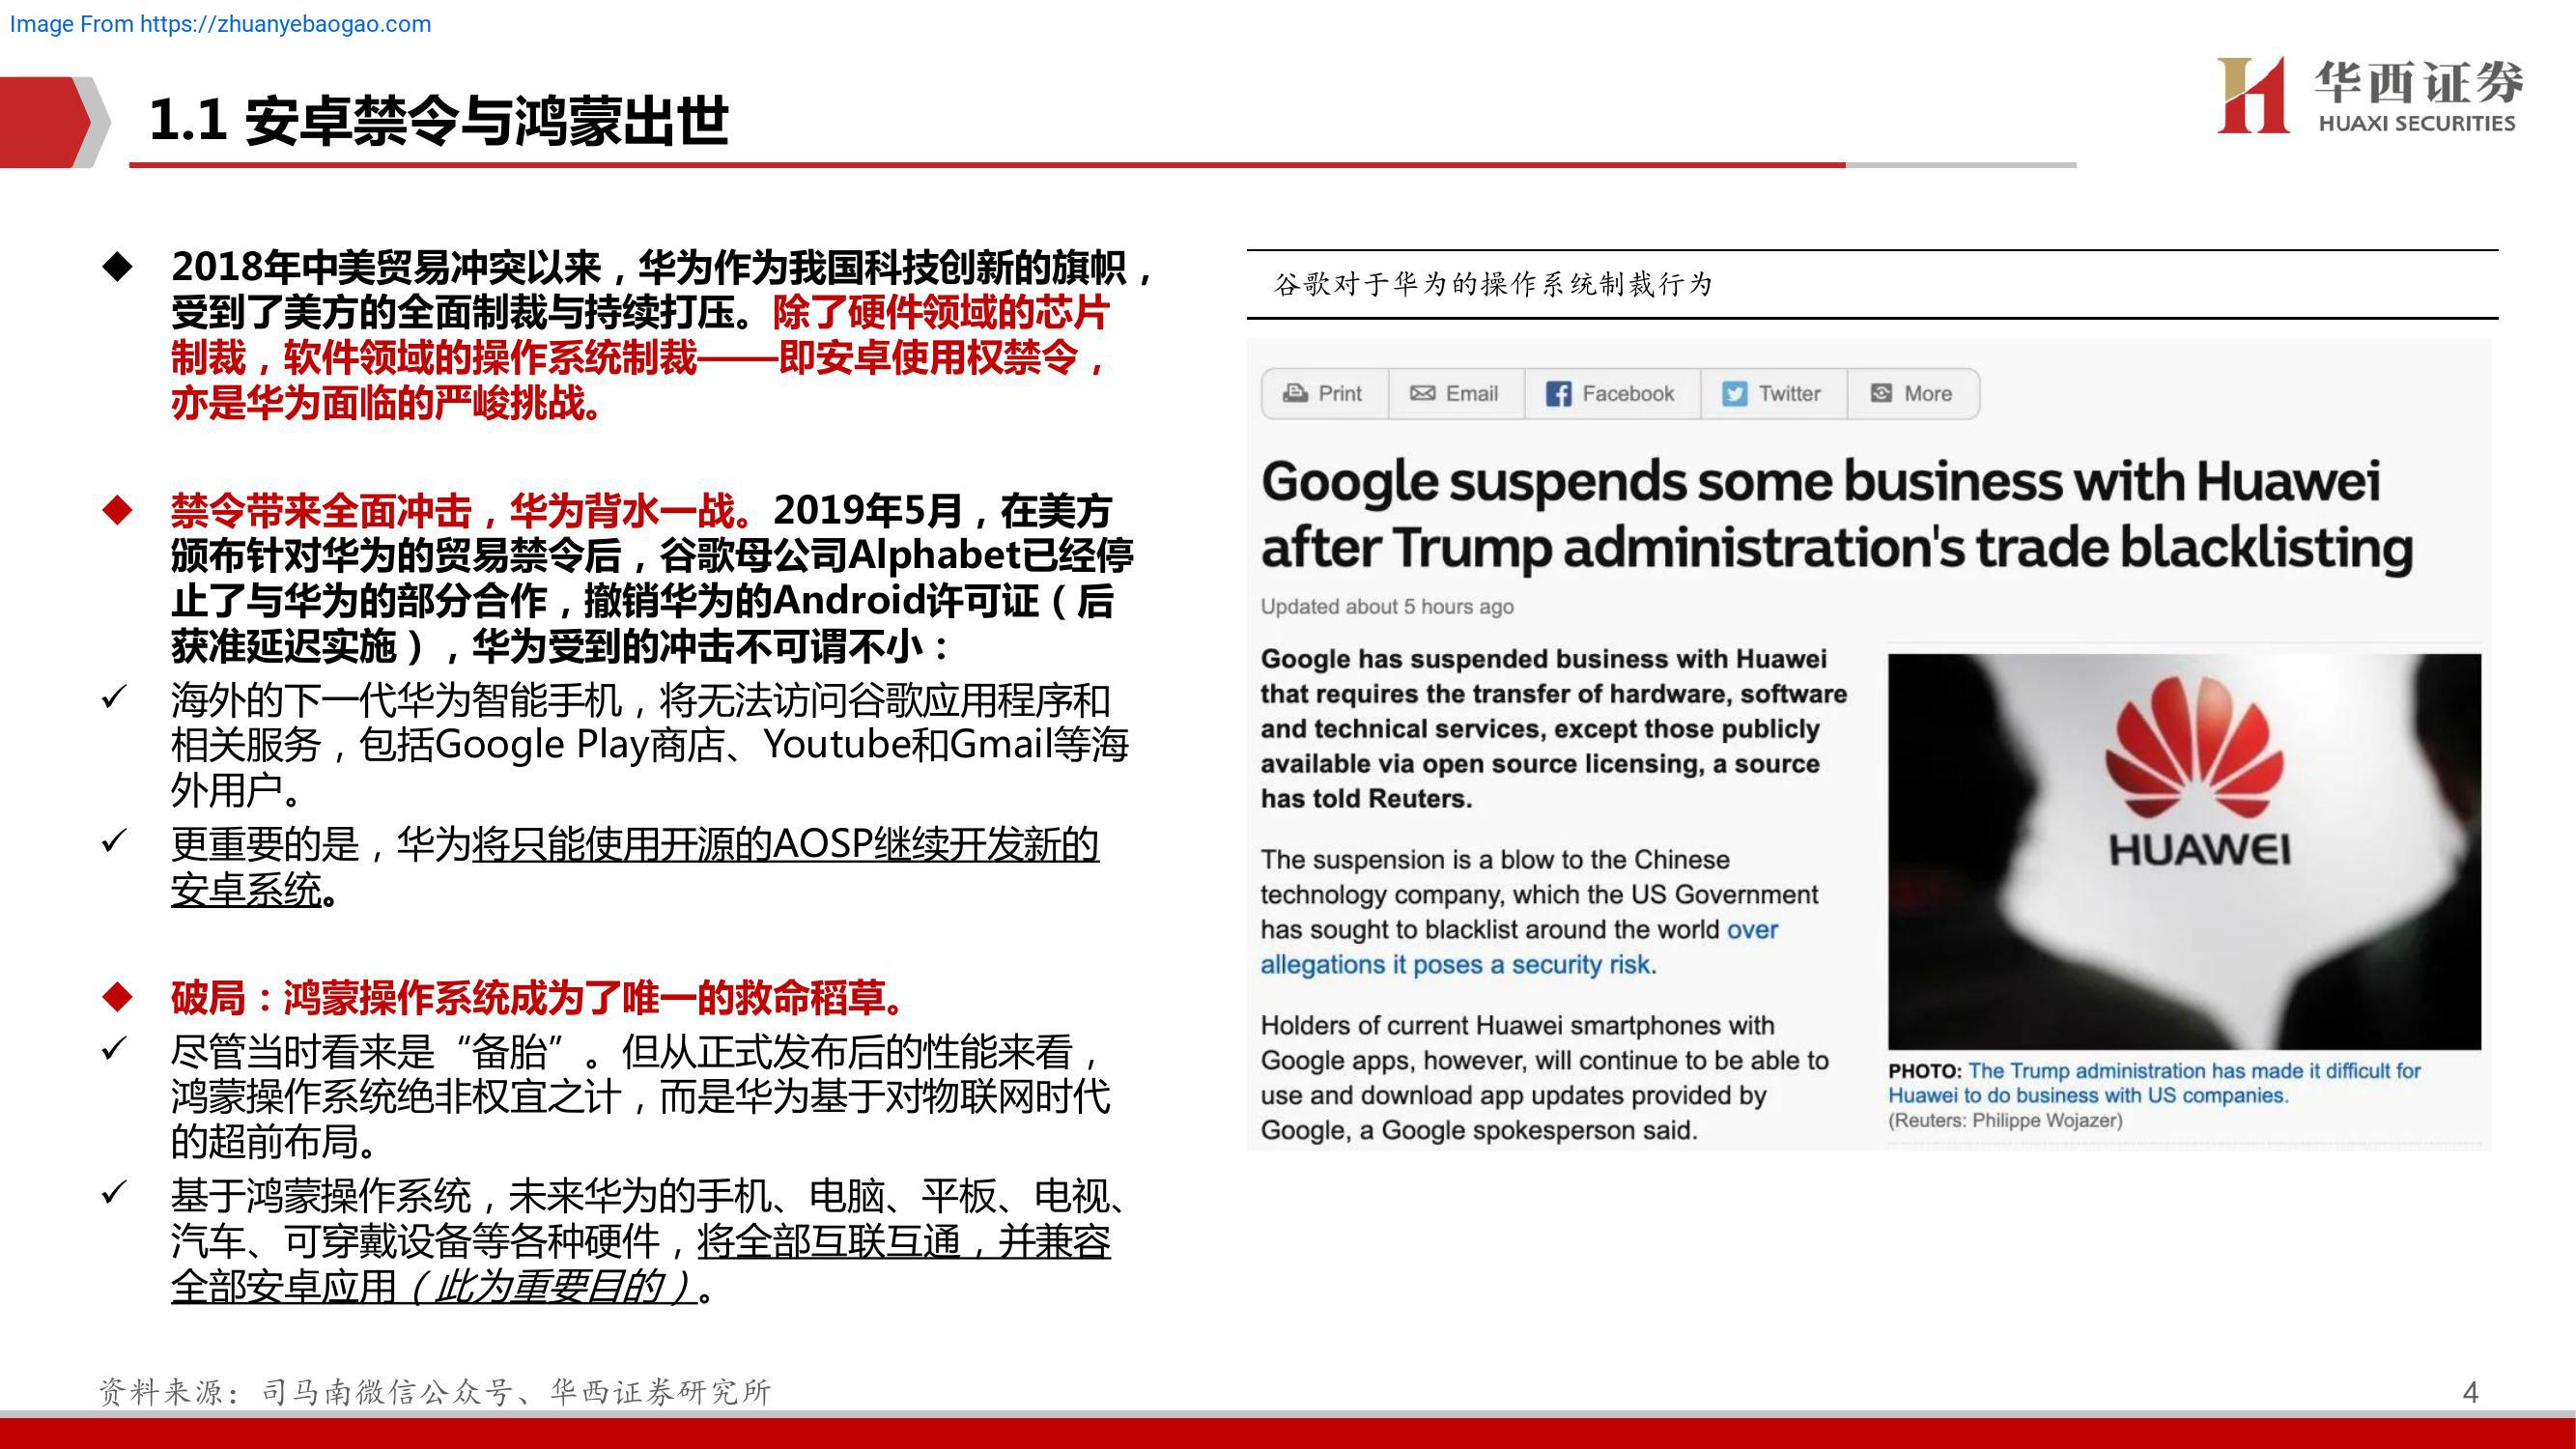 Image From https://zhuanyebaogao.com
1.1 安卓禁令与鸿蒙出世
华西证券
HUAXI SECURITIES
2018年中美贸易冲突以来，华为作为我国科技创新的旗帜，
受到了美方的全面制裁与持续打压。除了硬件领域的芯片
制裁，软件领域的操作系统制裁——即安卓使用权禁令，
亦是华为面临的严峻挑战。
禁令带来全面冲击，华为背水一战。2019年5月，在美方
颁布针对华为的贸易禁令后，谷歌母公司Alphabet已经停
止了与华为的部分合作，撤销华为的Android许可证（后
获准延迟实施），华为受到的冲击不可谓不小：
海外的下一代华为智能手机，将无法访问谷歌应用程序和
相关服务，包括Google Play商店、Youtube和Gmail等海
外用户。
更重要的是，华为将只能使用开源的AOSP继续开发新的
安卓系统。
破局：鸿蒙操作系统成为了唯一的救命稻草。
尽管当时看来是“备胎”。但从正式发布后的性能来看，
鸿蒙操作系统绝非权宜之计，而是华为基于对物联网时代
的超前布局。
基于鸿蒙操作系统，未来华为的手机、电脑、平板、电视、
汽车、可穿戴设备等各种硬件，将全部互联互通，并兼容
全部安卓应用（此为重要目的）。
谷歌对于华为的操作系统制裁行为
Print Email Facebook Twitter More
Google suspends some business with Huawei
after Trump administration's trade blacklisting
Updated about 5 hours ago
Google has suspended business with Huawei
that requires the transfer of hardware, software
and technical services, except those publicly
available via open source licensing, a source
has told Reuters.
The suspension is a blow to the Chinese
technology company, which the US Government
has sought to blacklist around the world over
allegations it poses a security risk.
Holders of current Huawei smartphones with
Google apps, however, will continue to be able to
use and download app updates provided by
Google, a Google spokesperson said.
HUAWEI
PHOTO: The Trump administration has made it difficult for
Huawei to do business with US companies.
(Reuters: Philippe Wojazer)
资料来源：司马南微信公众号、华西证券研究所
4